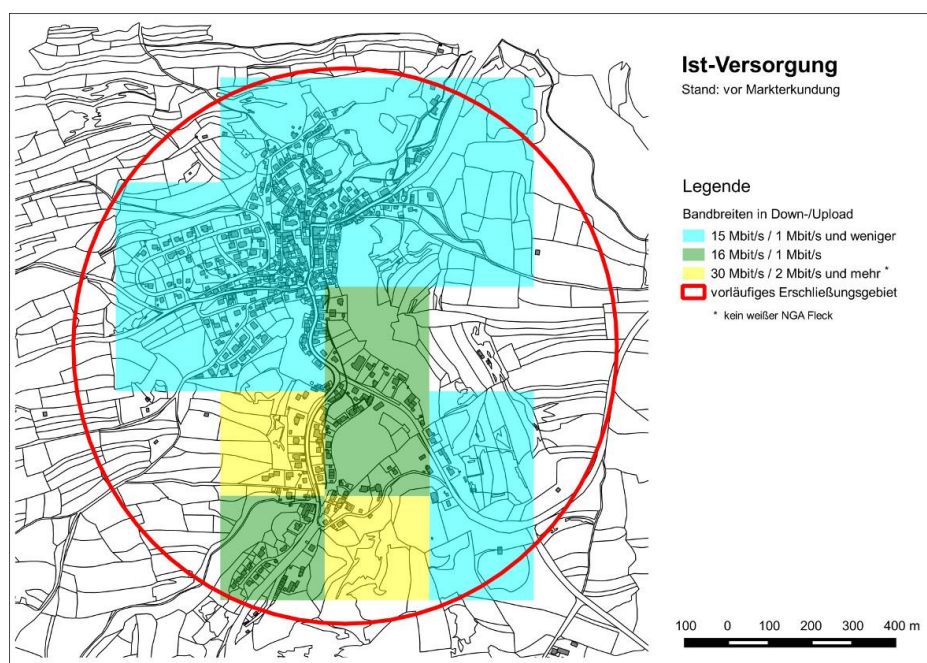 Ist-Versorgung
Stand: vor Markterkundung
Legende
Bandbreiten in Down-/Upload
15 Mbit/s / 1 Mbit/s und weniger
16 Mbit/s / 1 Mbit/s
30 Mbit/s / 2 Mbit/s und mehr *
vorläufiges Erschließungsgebiet
* kein weißer NGA Fleck
100 0 100 200 300 400 m